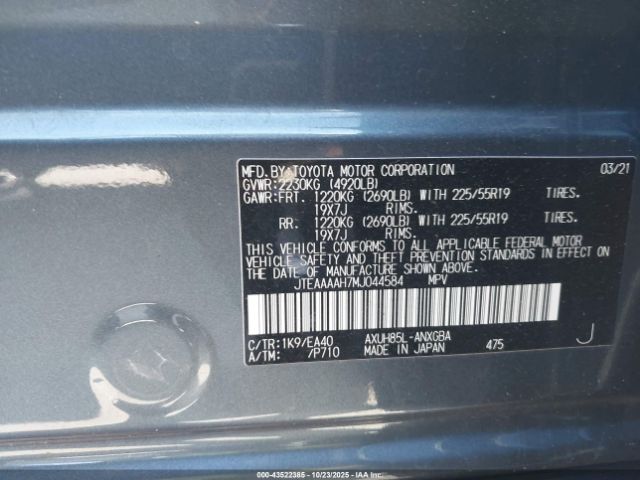 MFD.BY:TOYOTA MOTOR CORPORATION 03/21
GVWR:2230KG (4920LB)
GAWR:FRT. 1220KG (2690LB) WITH 225/55R19 TIRES.
19X7J RIMS.
RR. 1220KG (2690LB) WITH 225/55R19 TIRES.
19X7J RIMS.
THIS VEHICLE CONFORMS TO ALL APPLICABLE FEDERAL MOTOR
VEHICLE SAFETY AND THEFT PREVENTION STANDARDS IN EFFECT ON
THE DATE OF MANUFACTURE SHOWN ABOVE.
JTEAAAAH7MJ044584 MPV
C/TR:1K9/EA40 AXUH85L-ANXGBA
A/TM: /P710 MADE IN JAPAN 475 J
000-43522385 - 10/23/2025 - COPYRIGHT IAA, LLC